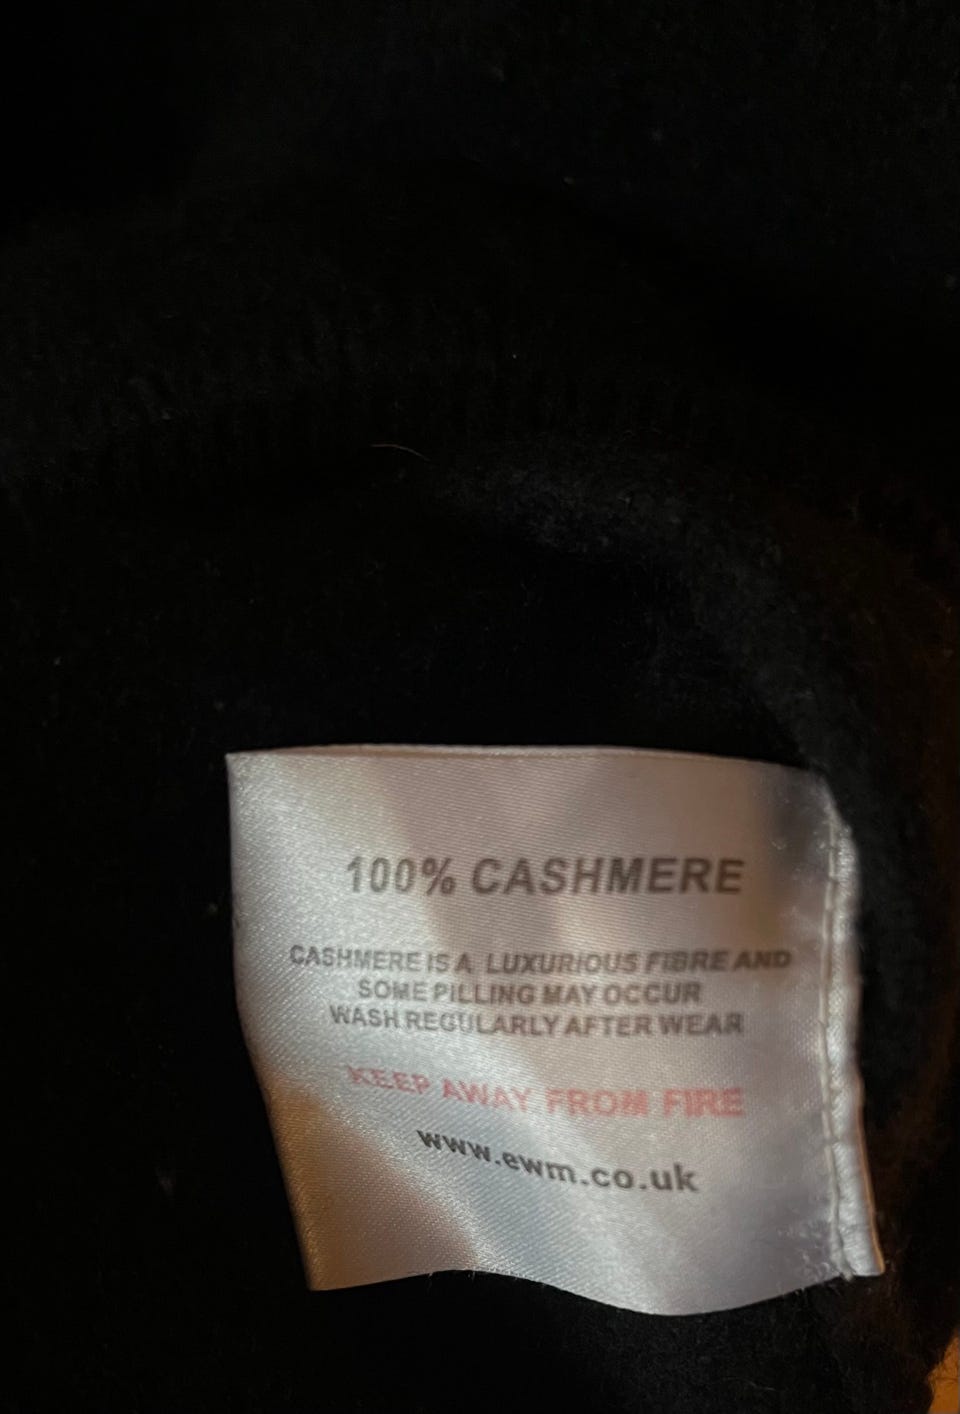 100% CASHMERE
CASHMERE IS A LUXURIOUS FIBRE AND
SOME PILLING MAY OCCUR
WASH REGULARLY AFTER WEAR
KEEP AWAY FROM FIRE
www.ewm.co.uk